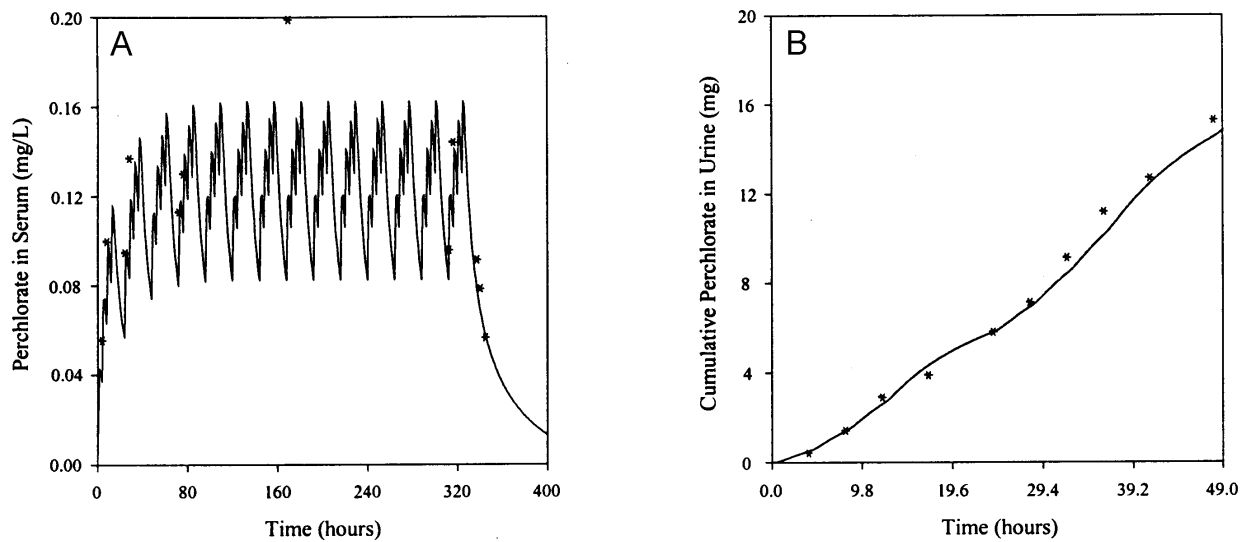 A
Perchlorate in Serum (mg/L)
0.20
0.16
0.12
0.08
0.04
0.00
0 80 160 240 320 400
Time (hours)
B
Cumulative Perchlorate in Urine (mg)
20
16
12
8
4
0
0.0 9.8 19.6 29.4 39.2 49.0
Time (hours)